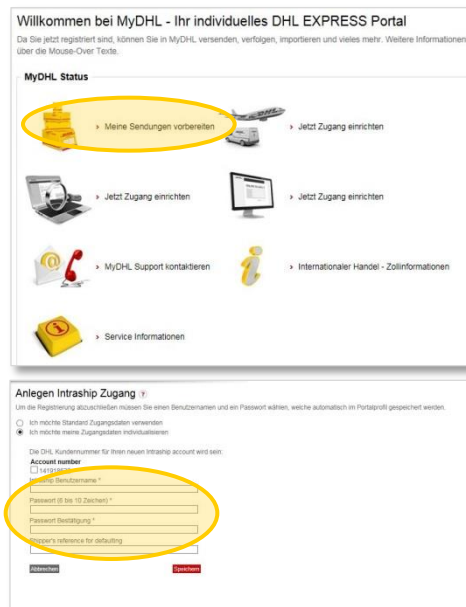 Willkommen bei MyDHL - Ihr individuelles DHL EXPRESS Portal
Da Sie jetzt registriert sind, können Sie in MyDHL versenden, verfolgen, importieren und vieles mehr. Weitere Informationen
über die Mouse-Over Texte.
MyDHL Status
Meine Sendungen vorbereiten
Jetzt Zugang einrichten
Jetzt Zugang einrichten
Jetzt Zugang einrichten
MyDHL Support kontaktieren
Internationaler Handel - Zollinformationen
Service Informationen
Anlegen Intraship Zugang ?
Um die Registrierung abzuschließen müssen Sie einen Benutzernamen und ein Passwort wählen, welche automatisch im Portalprofil gespeichert werden.
Ich möchte Standard Zugangsdaten verwenden
Ich möchte meine Zugangsdaten individualisieren
Die DHL Kundennummer für Ihren neuen Intraship account wird sein:
Account number
Intraship Benutzername *
Passwort (6 bis 10 Zeichen) *
Passwort Bestätigung *
Shipper's reference for defaulting
Abbrechen
Speichern